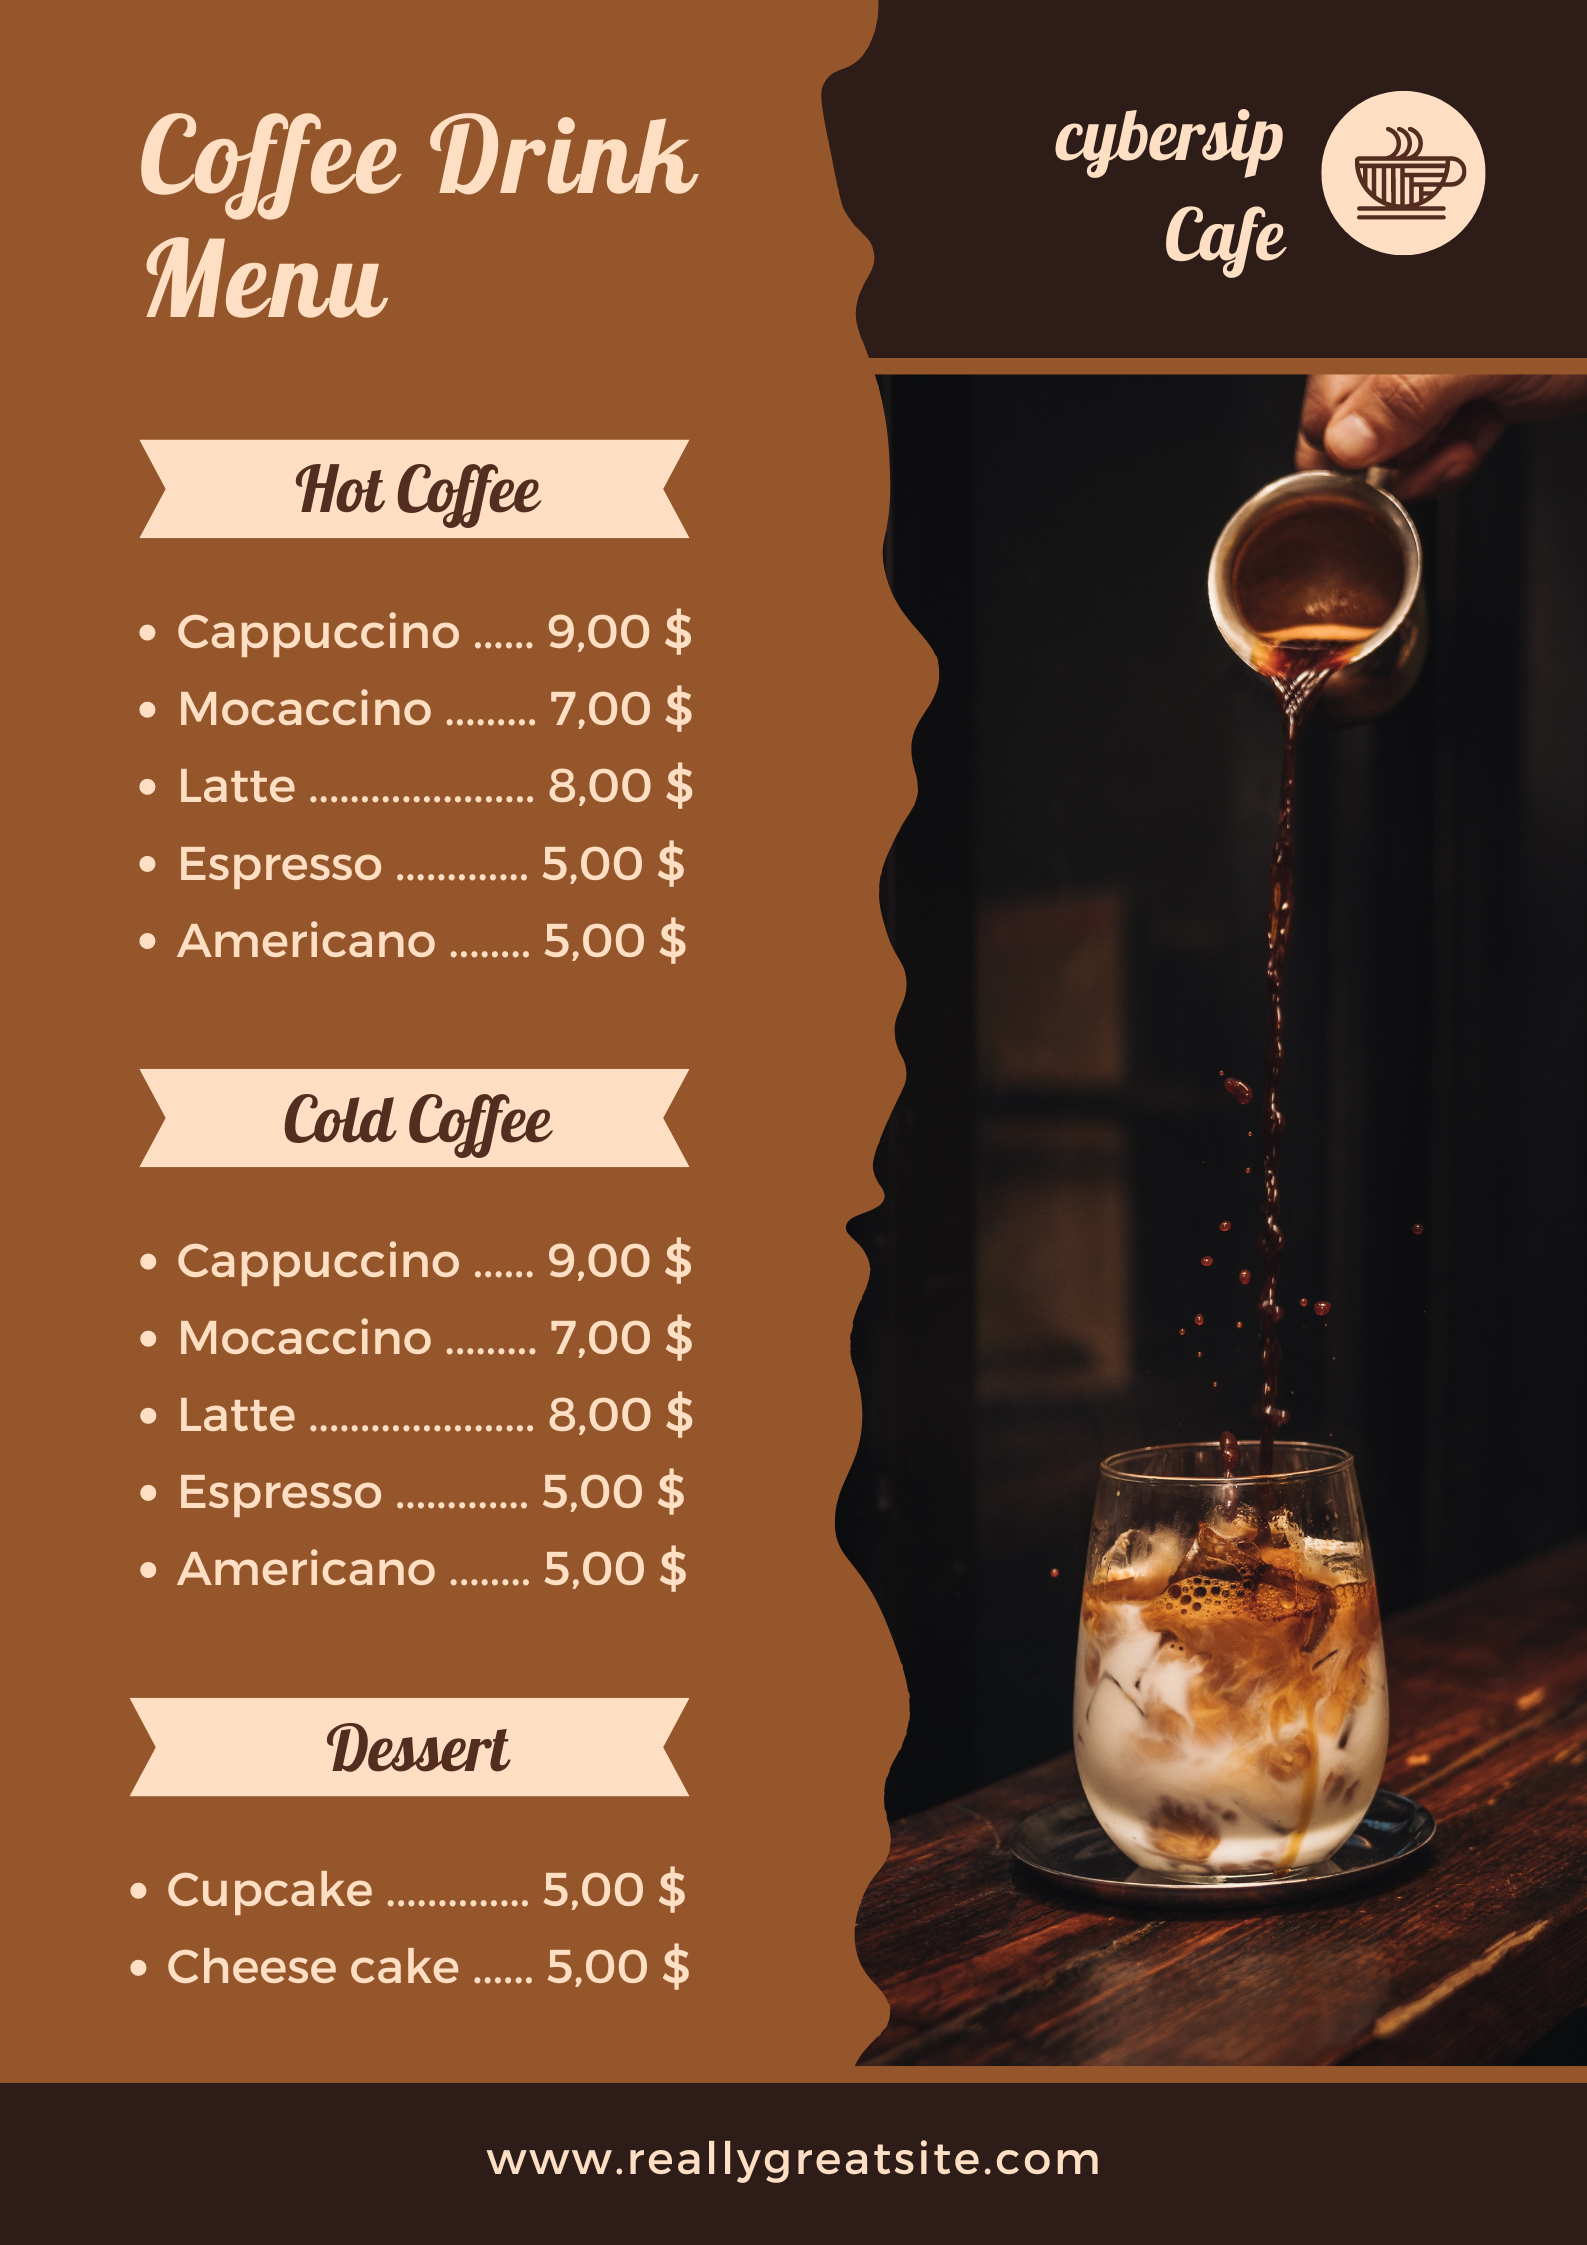 Coffee Drink
Menu
cybersip
Cafe
Hot Coffee
• Cappuccino ...... 9,00 $
• Mocaccino ......... 7,00 $
• Latte ...................... 8,00 $
• Espresso ............. 5,00 $
• Americano ........ 5,00 $
Cold Coffee
• Cappuccino ...... 9,00 $
• Mocaccino ......... 7,00 $
• Latte ...................... 8,00 $
• Espresso ............. 5,00 $
• Americano ........ 5,00 $
Dessert
• Cupcake .............. 5,00 $
• Cheese cake ...... 5,00 $
www.reallygreatsite.com